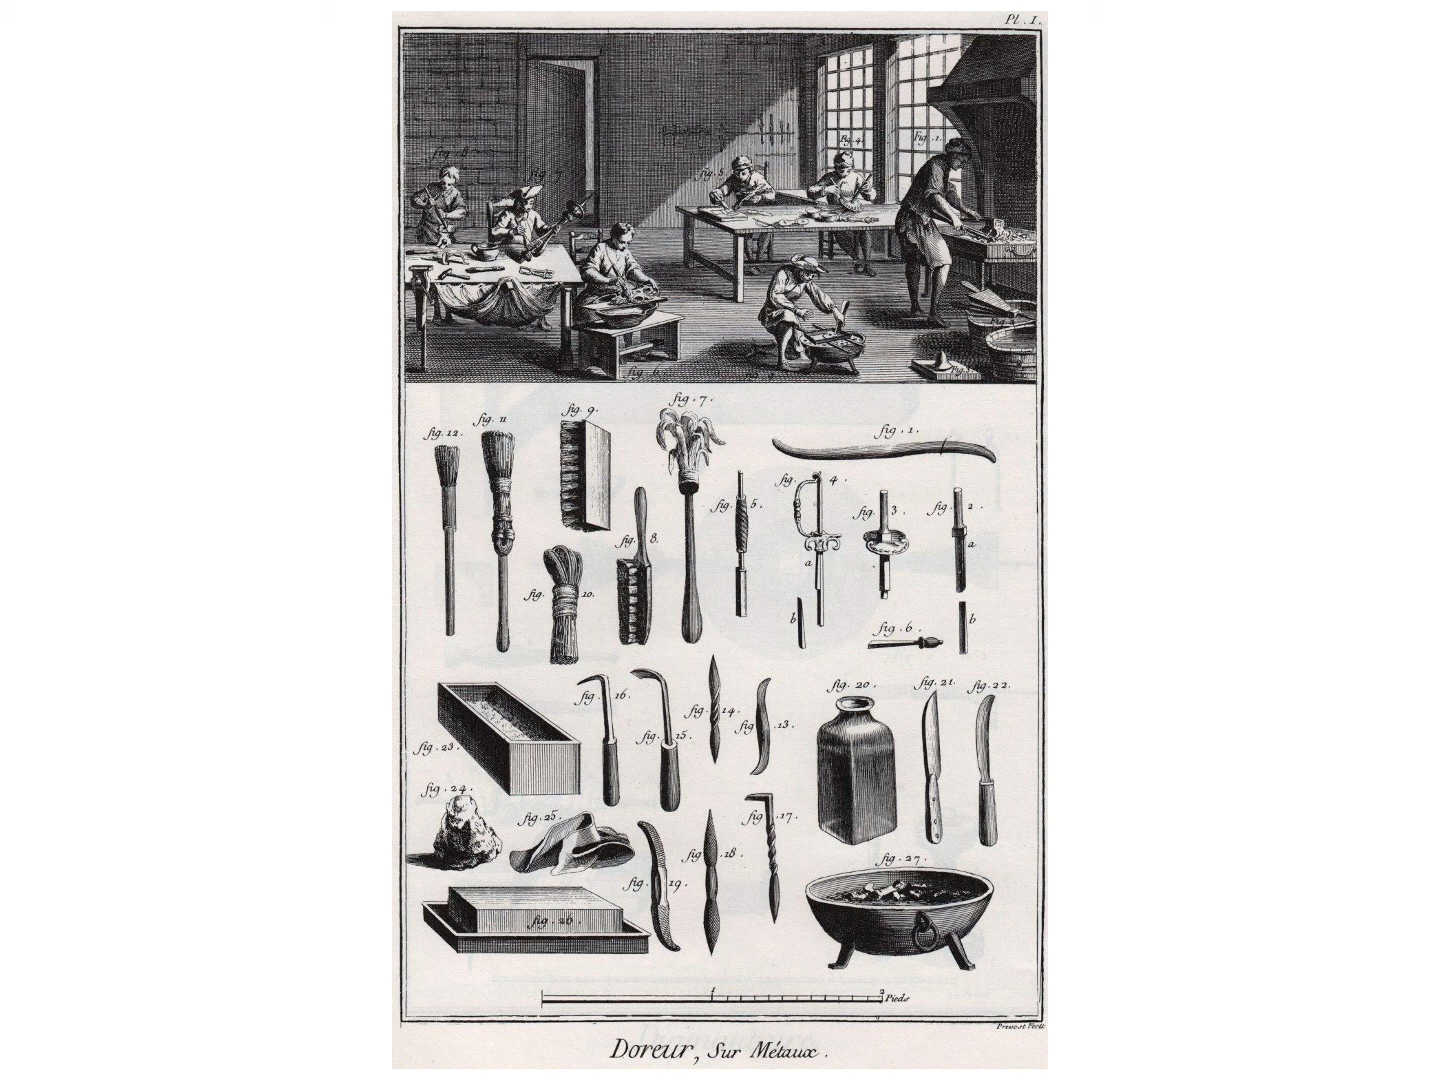 Pl. I.
fig. 8
fig. 7
fig. 5.
Fig. 4.
Fig. 1.
fig. 6.
fig. 12.
fig. 11
fig. 9.
fig. 7.
fig. 1.
fig. 5.
fig. 4.
fig. 3.
fig. 2.
a
a
fig. 10.
fig. 8.
b
fig. 6.
b
fig. 23.
fig. 16.
fig. 15.
fig. 14.
fig. 13.
fig. 20.
fig. 21.
fig. 22.
fig. 24.
fig. 25.
fig. 19.
fig. 18.
fig. 17.
fig. 26.
fig. 27.
1 2 Pieds
Prevost Fecit
Doreur, Sur Métaux.